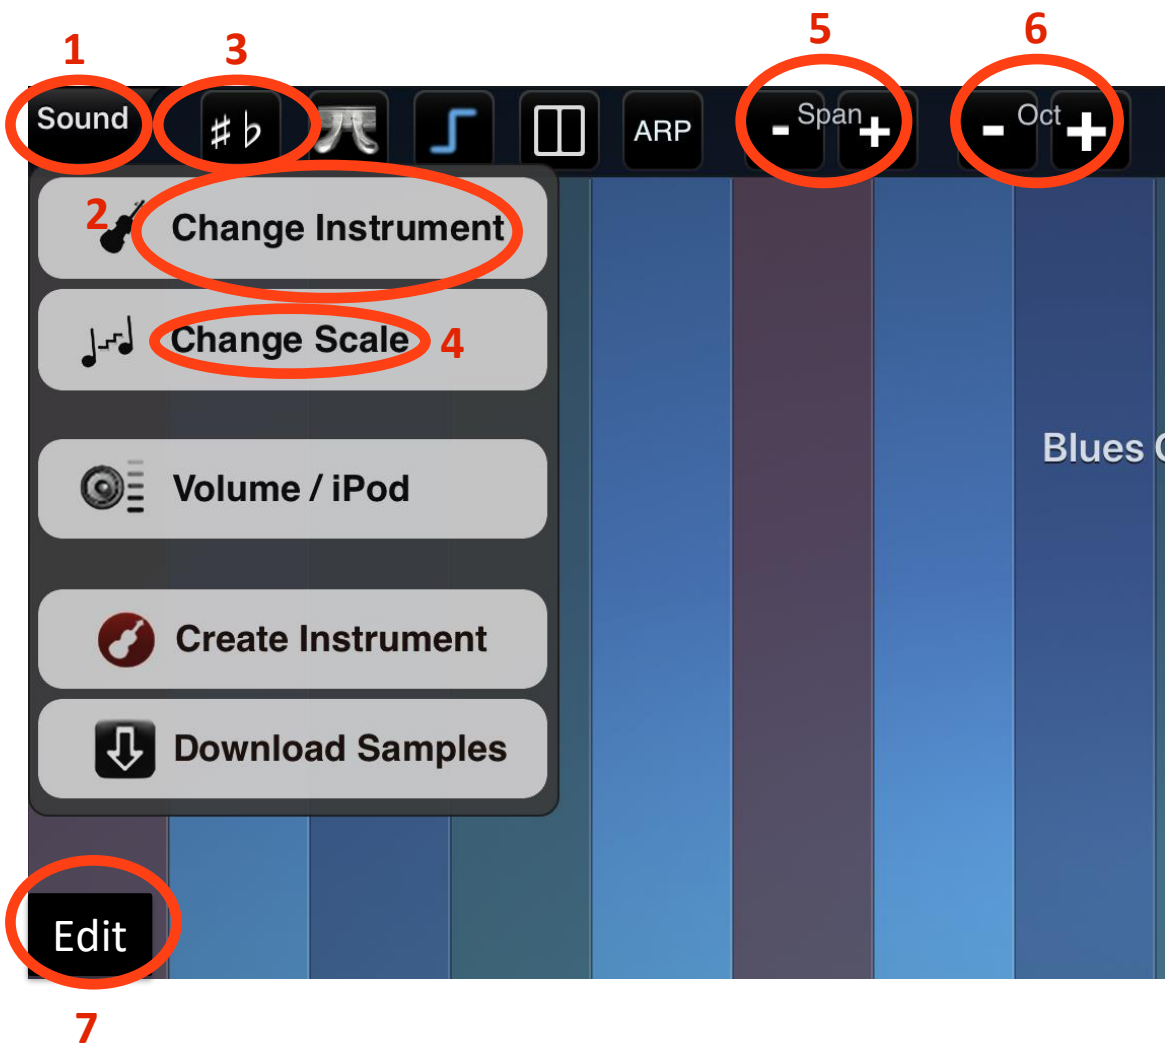 5 6
1 3
Sound ♯ ♭ ARP - Span + - Oct +
2 Change Instrument
Change Scale 4
Blues
Volume / iPod
Create Instrument
Download Samples
Edit
7